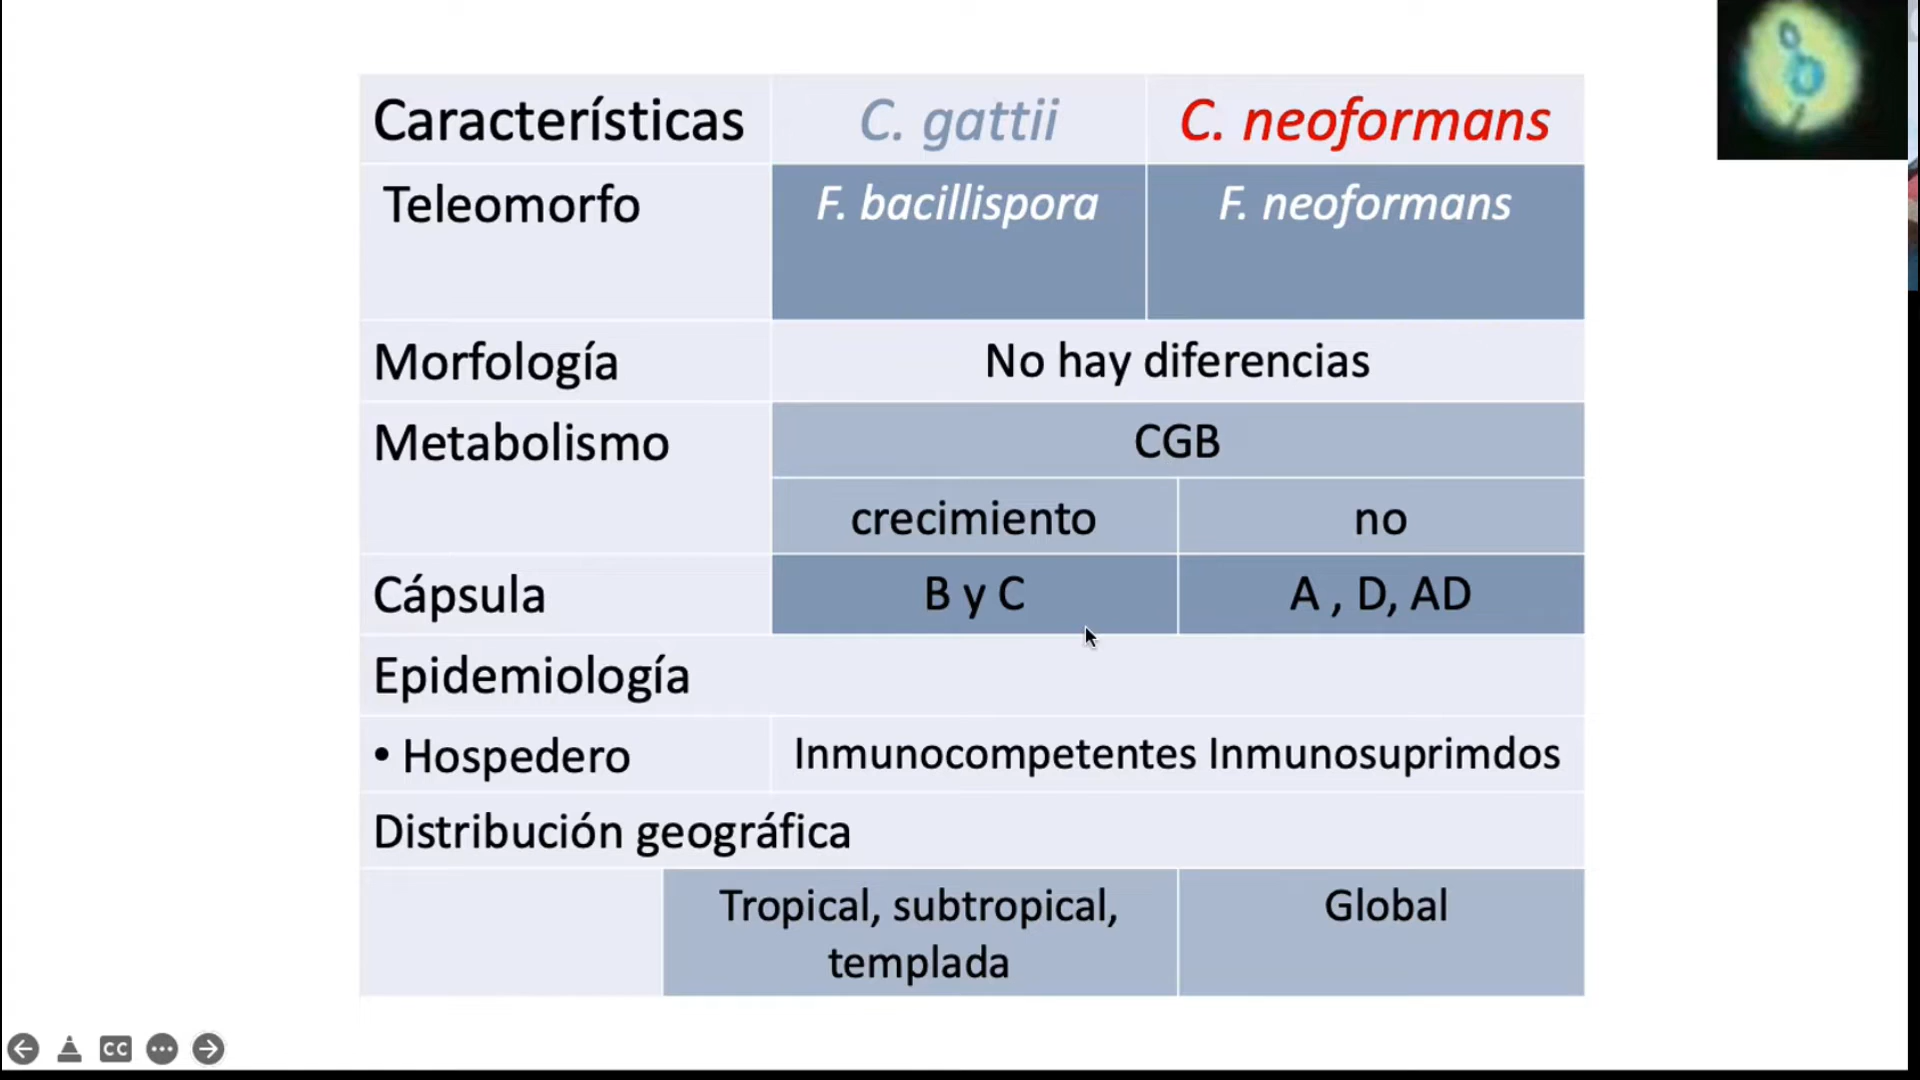 Características C. gattii C. neoformans
Teleomorfo F. bacillispora F. neoformans
Morfología No hay diferencias
Metabolismo CGB
crecimiento no
Cápsula B y C A , D, AD
Epidemiología
• Hospedero Inmunocompetentes Inmunosuprimdos
Distribución geográfica
Tropical, subtropical, Global
templada
CC